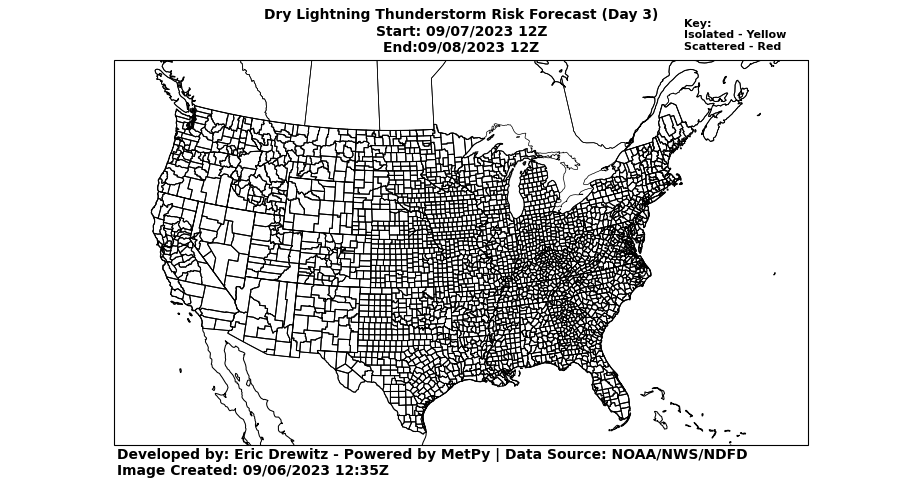 Dry Lightning Thunderstorm Risk Forecast (Day 3)
Start: 09/07/2023 12Z
End:09/08/2023 12Z
Key:
Isolated - Yellow
Scattered - Red
Developed by: Eric Drewitz - Powered by MetPy | Data Source: NOAA/NWS/NDFD
Image Created: 09/06/2023 12:35Z